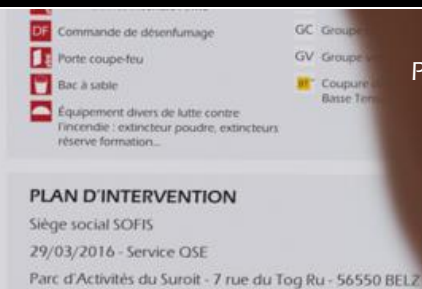 DF Commande de désenfumage
Porte coupe-feu
Bac à sable
Équipement divers de lutte contre
l'incendie : extincteur poudre, extincteurs
réserve formation...
GC Groupe
GV Groupe
BT Coupure
Basse
P
PLAN D'INTERVENTION
Siège social SOFIS
29/03/2016 - Service QSE
Parc d'Activités du Suroit - 7 rue du Tog Ru - 56550 BELZ